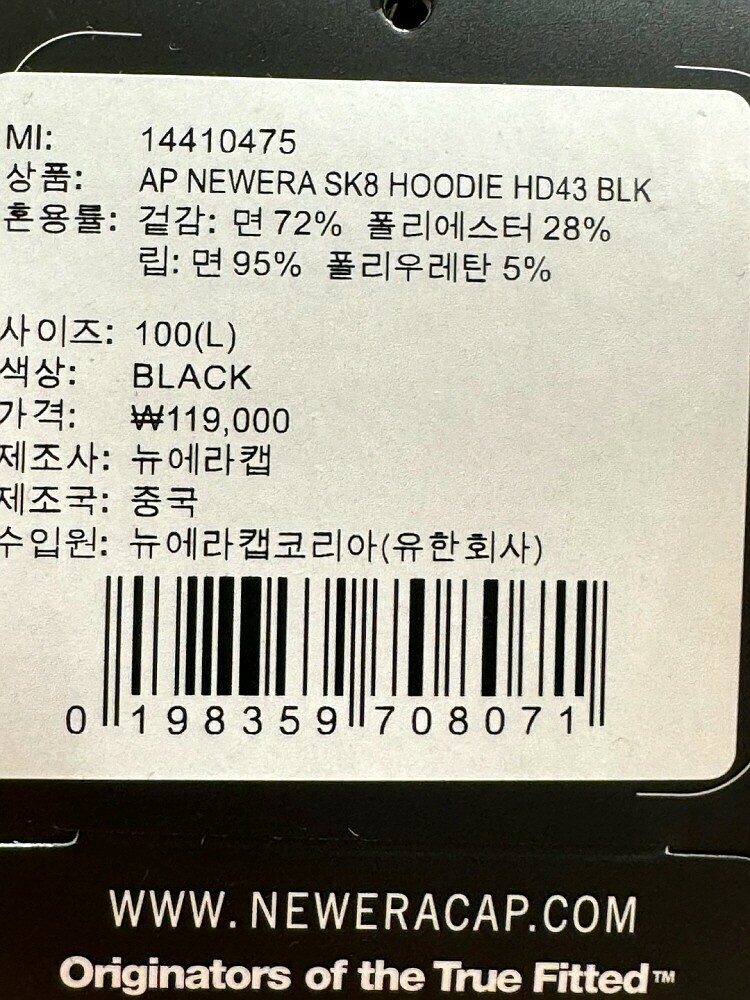 MI: 14410475
상품: AP NEWERA SK8 HOODIE HD43 BLK
혼용률: 겉감: 면 72% 폴리에스터 28%
립: 면 95% 폴리우레탄 5%
사이즈: 100(L)
색상: BLACK
가격: ₩119,000
제조사: 뉴에라캡
제조국: 중국
수입원: 뉴에라캡코리아(유한회사)
0 198359 708071
WWW.NEWERACAP.COM
Originators of the True Fitted™